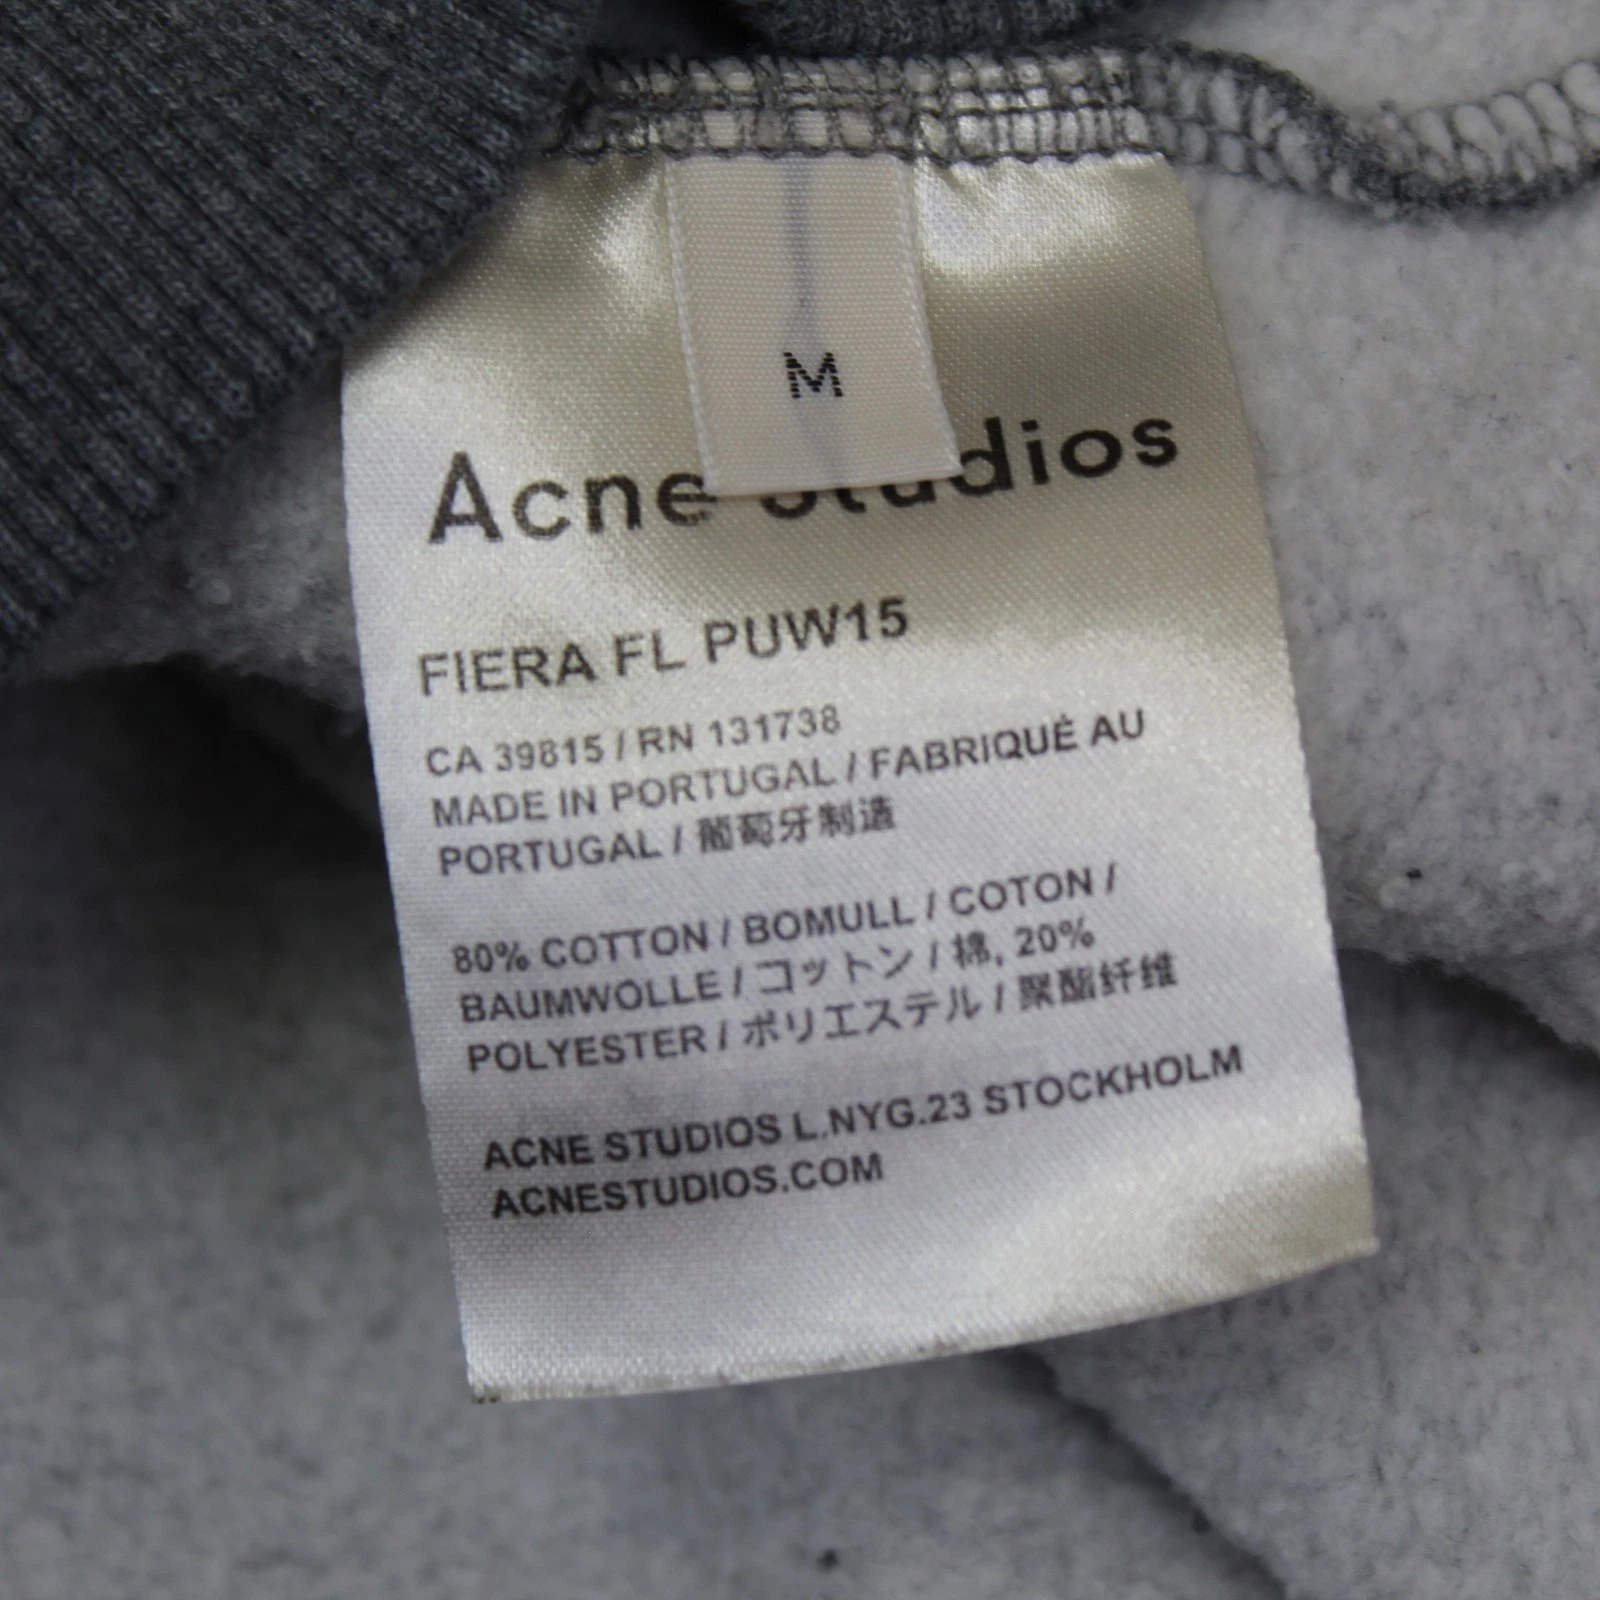 M
Acne Studios
FIERA FL PUW15
CA 39815 / RN 131738
MADE IN PORTUGAL / FABRIQUÉ AU
PORTUGAL / 葡萄牙制造
80% COTTON / BOMULL / COTON /
BAUMWOLLE / コットン / 棉, 20%
POLYESTER / ポリエステル / 聚酯纤维
ACNE STUDIOS L.NYG.23 STOCKHOLM
ACNESTUDIOS.COM